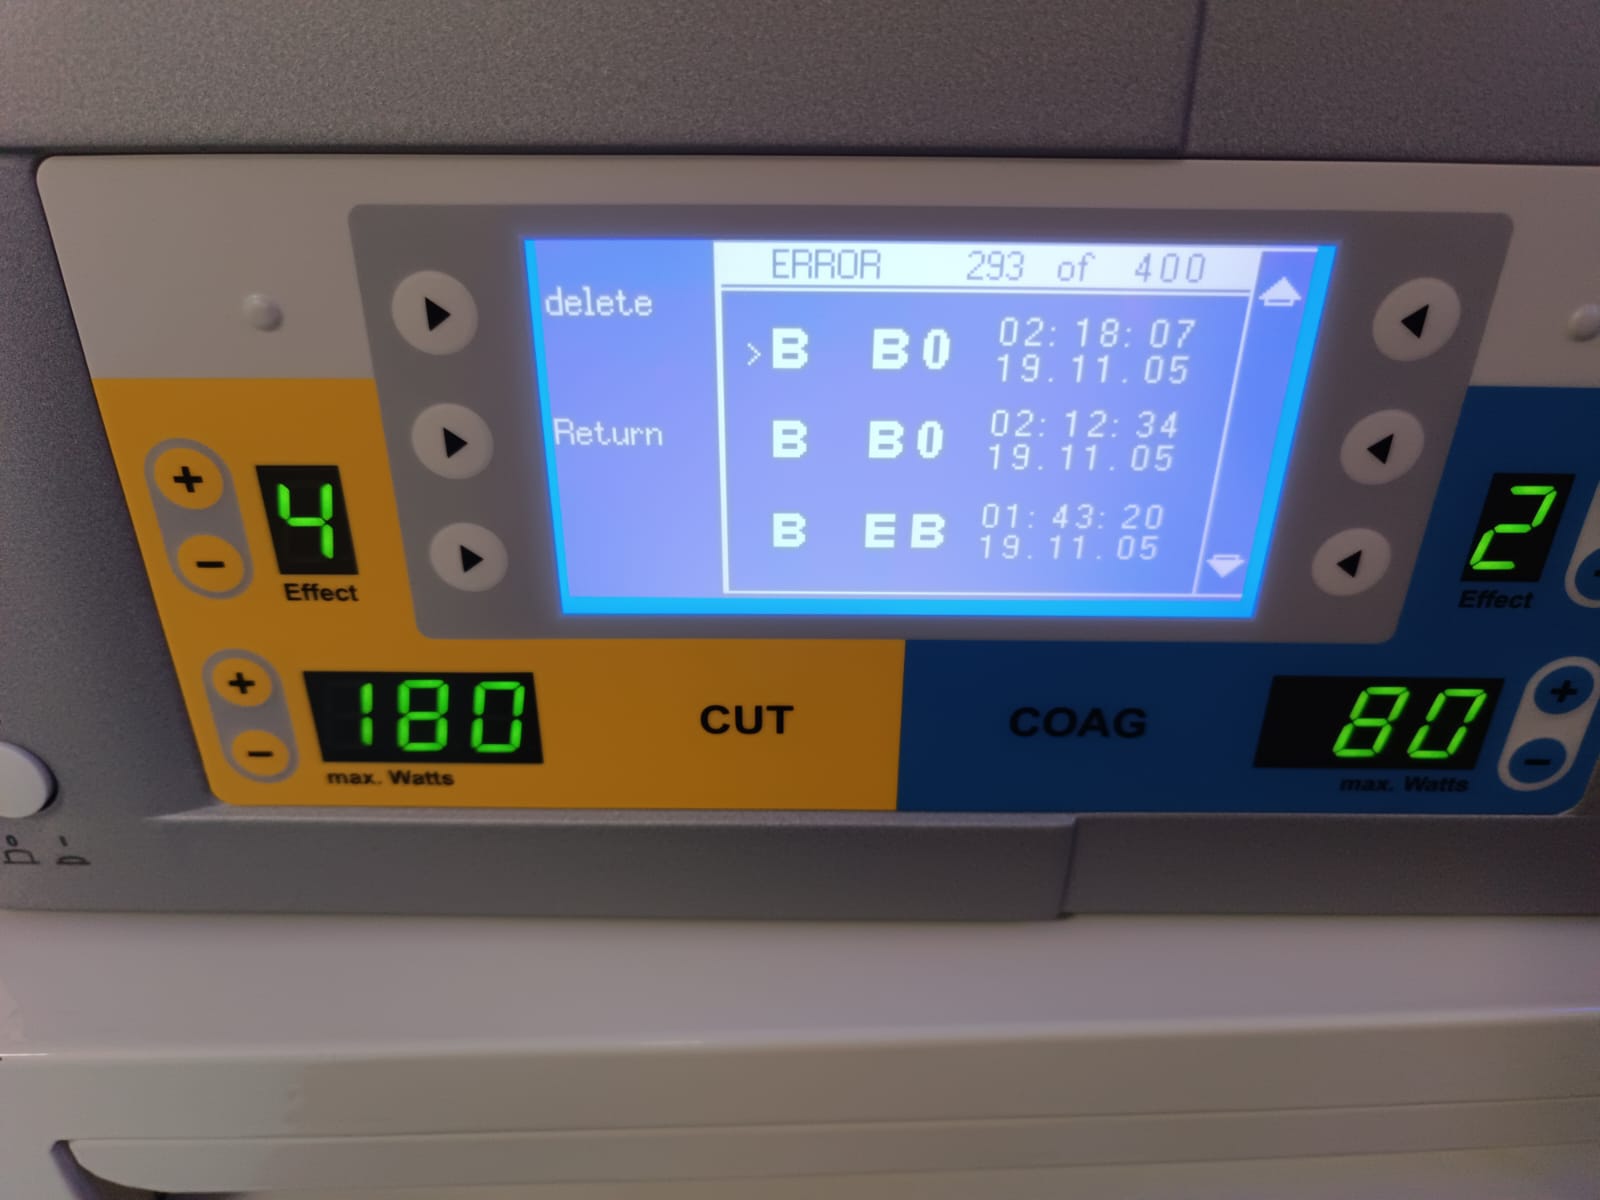 ERROR 293 of 400
delete
>B B0 02:18:07
19.11.05
B B0 02:12:34
19.11.05
Return
B EB 01:43:20
19.11.05
+
4
-
Effect
2
Effect
+
180
-
max. Watts
CUT
COAG
80
+
-
max. Watts